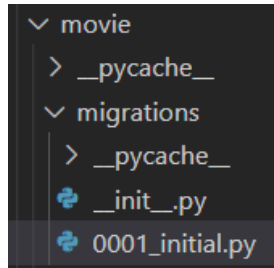 movie
__pycache__
migrations
__pycache__
__init__.py
0001_initial.py